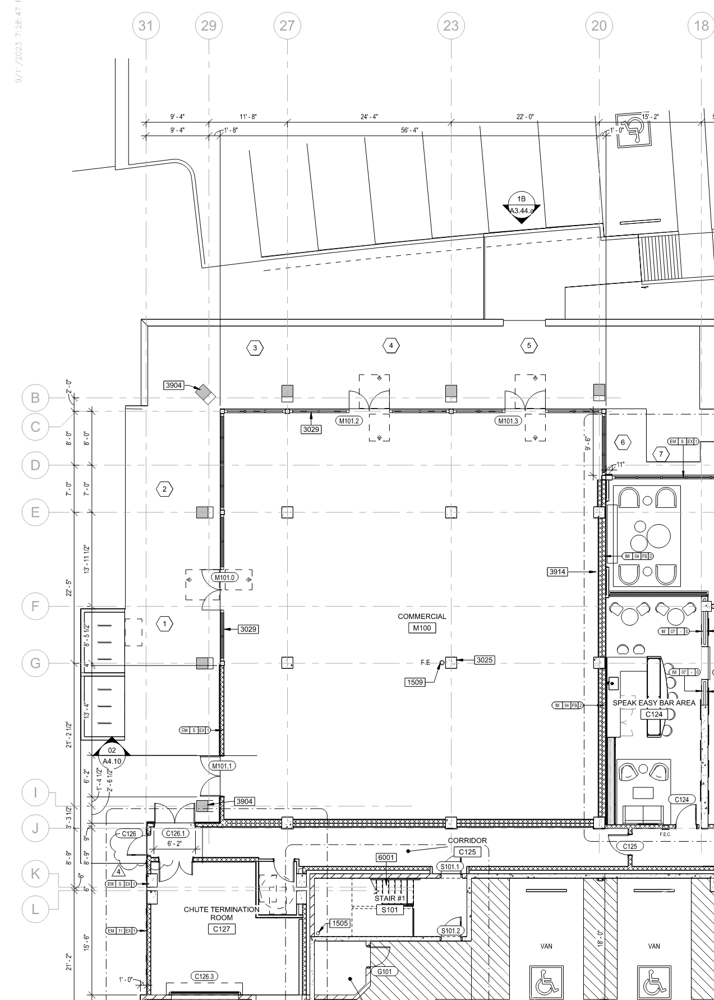 9/1/2023 7:28:47
31
29
27
23
20
18
9' - 4"
11' - 8"
24' - 4"
22' - 0"
15' - 2"
9' - 4"
1' - 8"
56' - 4"
1' - 0"
1B
A3.44.a
3
4
5
3904
B
2' - 0"
C
M101.2
M101.3
3029
8' - 0"
8' - 0"
9' - 6"
6
7
EM S EX 1
D
11"
7' - 0"
7' - 0"
2
E
13' - 11 1/2"
22' - 5"
IM 04 FB 2
M101.0
3914
F
COMMERCIAL
M100
1
3029
8' - 5 1/2"
IM 07 - 0
G
4"
F.E
3025
1509
IM 07 - 0
13' - 4"
IM 04 FB 2
SPEAK EASY BAR AREA
C124
EM S EX 1
21' - 2 1/2"
02
A4.10
M101.1
6' - 2"
1' - 4 1/2"
2' - 6 1/2"
I
3904
C124
3' - 3 1/2"
J
9"
C126
C126.1
F.E.C.
6' - 2"
CORRIDOR
C125
C125
8' - 9"
8' - 9"
6001
S101.1
4
K
6"
6"
EM S EX 1
L
STAIR #1
S101
CHUTE TERMINATION
ROOM
C127
1505
S101.2
EM 11 EX 1
15' - 6"
18' - 0"
21' - 2"
VAN
VAN
G101
C126.3
1' - 0"